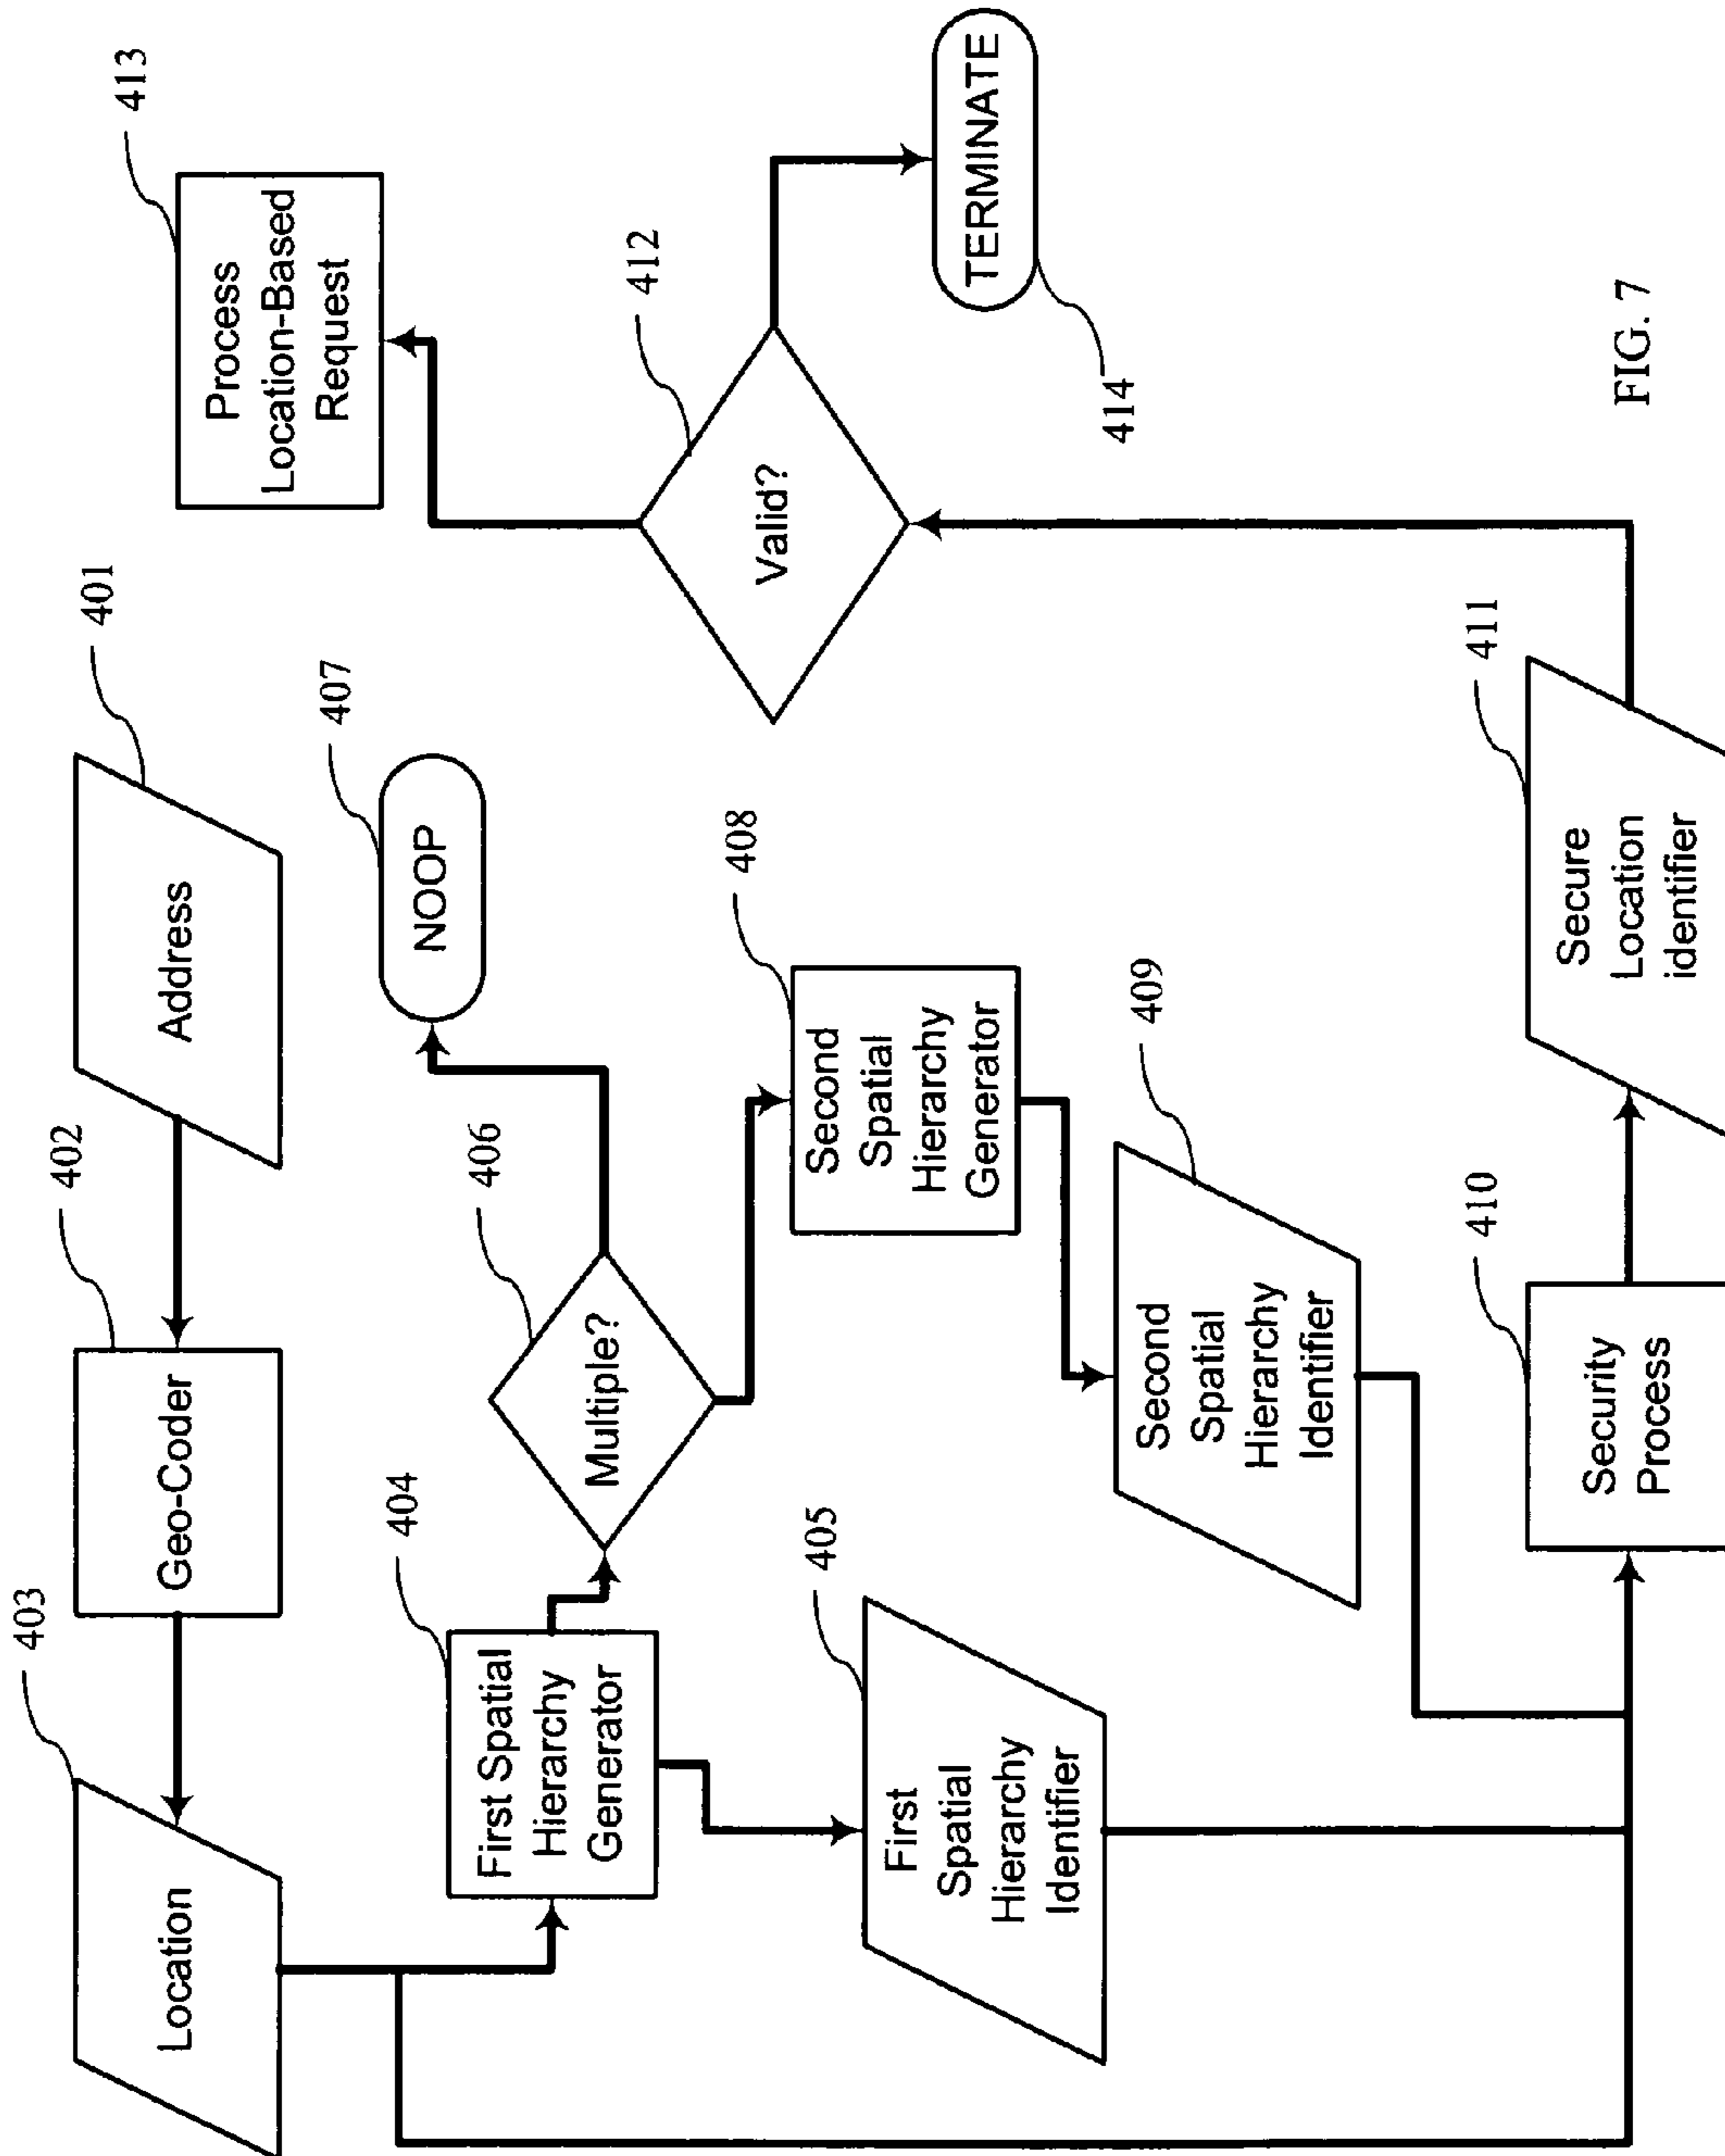 403
402
401
413
Location
Geo-Coder
Address
Process
Location-Based
Request
404
406
407
First Spatial
Hierarchy
Generator
Multiple?
NOOP
412
405
408
Valid?
First
Spatial
Hierarchy
Identifier
Second
Spatial
Hierarchy
Generator
TERMINATE
414
409
Second
Spatial
Hierarchy
Identifier
410
411
Security
Process
Secure
Location
identifier
FIG. 7